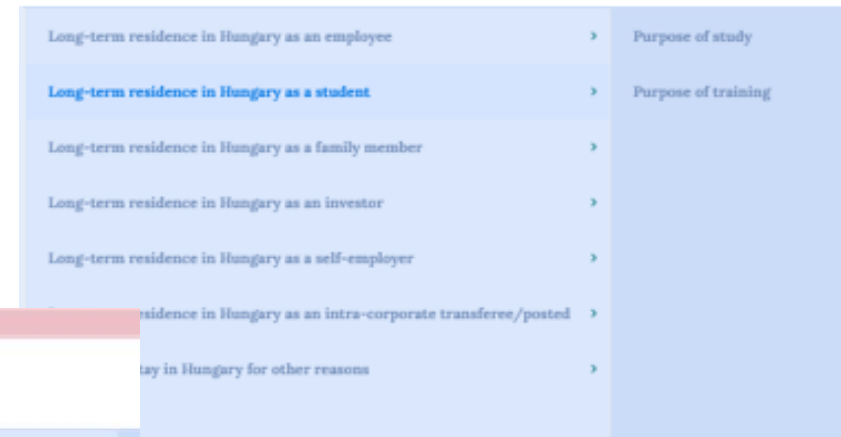 Long-term residence in Hungary as an employee
Long-term residence in Hungary as a student
Long-term residence in Hungary as a family member
Long-term residence in Hungary as an investor
Long-term residence in Hungary as a self-employer
residence in Hungary as an intra-corporate transferee/posted
in Hungary for other reasons
Purpose of study
Purpose of training